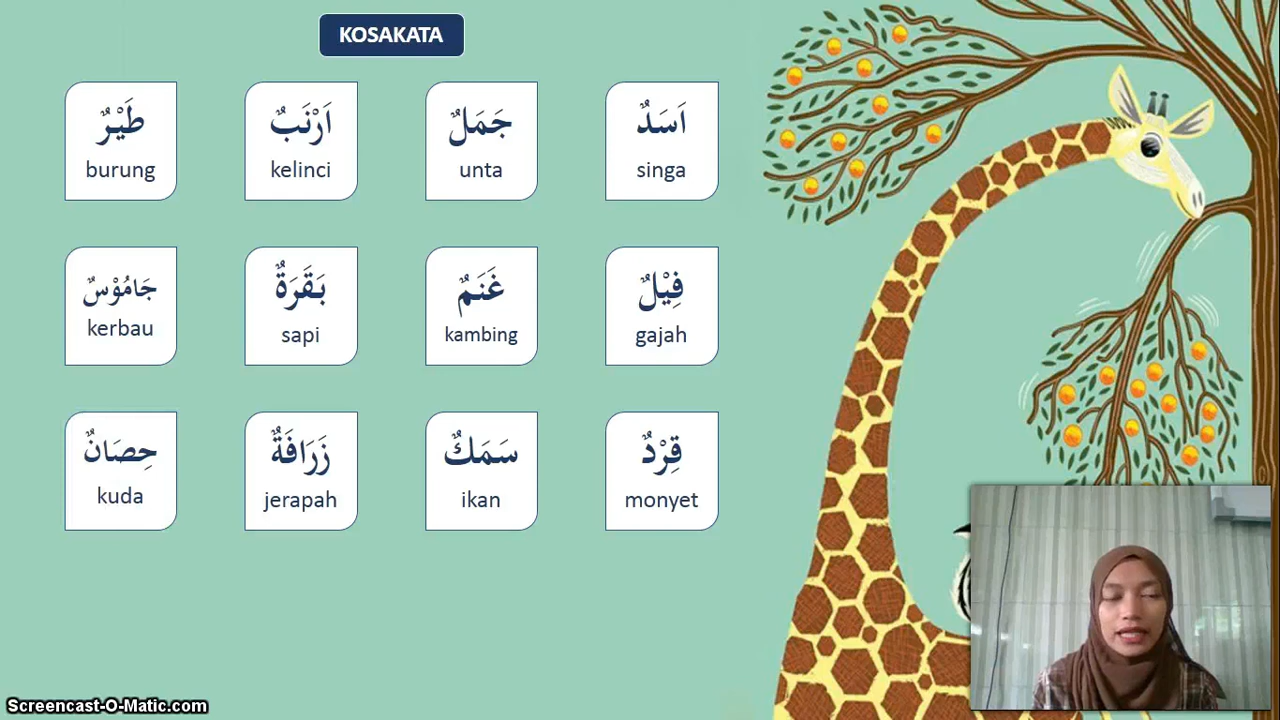 KOSAKATA
اَسَدٌ
singa
جَمَلٌ
unta
اَرْنَبٌ
kelinci
طَيْرٌ
burung
فِيْلٌ
gajah
غَنَمٌ
kambing
بَقَرَةٌ
sapi
جَامُوْسٌ
kerbau
قِرْدٌ
monyet
سَمَكٌ
ikan
زَرَافَةٌ
jerapah
حِصَانٌ
kuda
Screencast-O-Matic.com